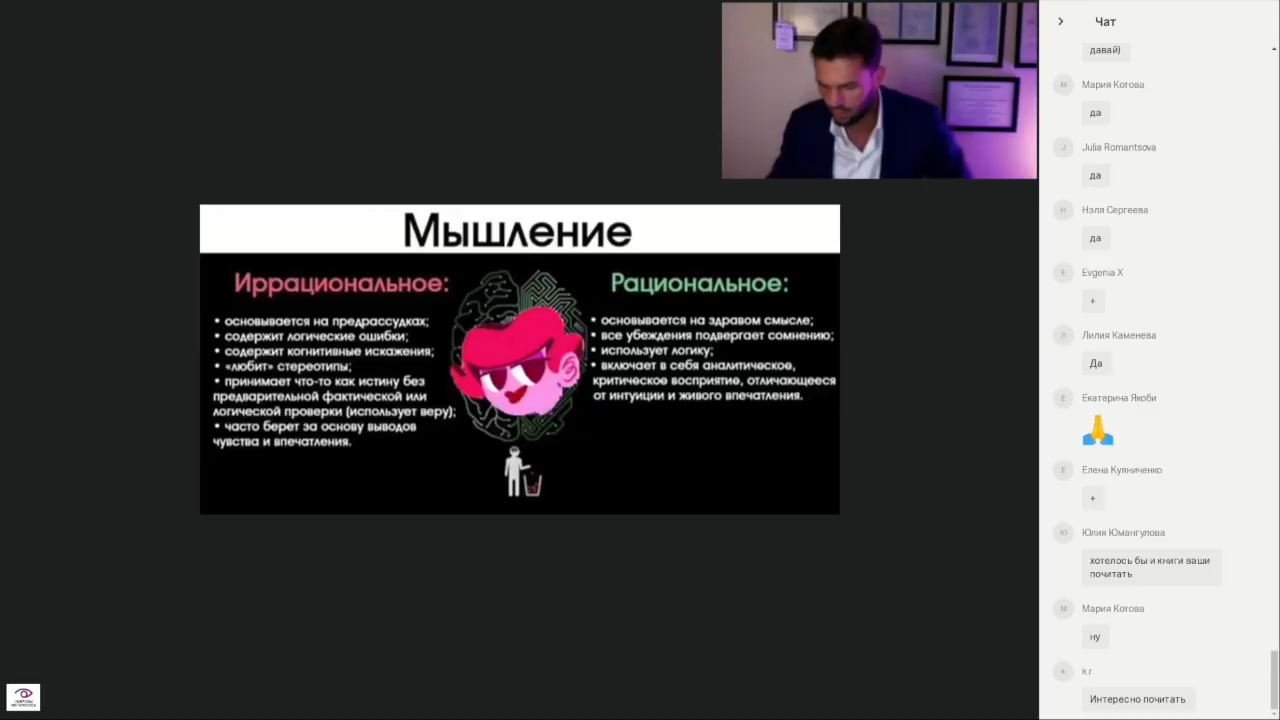 Чат
давай)
Мария Котова
да
Julia Romantsova
да
Нэля Сергеева
да
Evgenia X
+
Лилия Каменева
Да
Екатерина Якоби
Елена Куяниченко
+
Юлия Юмангулова
хотелось бы и книги ваши
почитать
Мария Котова
ну
k r
Интересно почитать
Мышление
Иррациональное:
• основывается на предрассудках;
• содержит логические ошибки;
• содержит когнитивные искажения;
• «любит» стереотипы;
• принимает что-то как истину без
предварительной фактической или
логической проверки (использует веру);
• часто берет за основу выводов
чувства и впечатления.
Рациональное:
• основывается на здравом смысле;
• все убеждения подвергает сомнению;
• использует логику;
• включает в себя аналитическое,
критическое восприятие, отличающееся
от интуиции и живого впечатления.